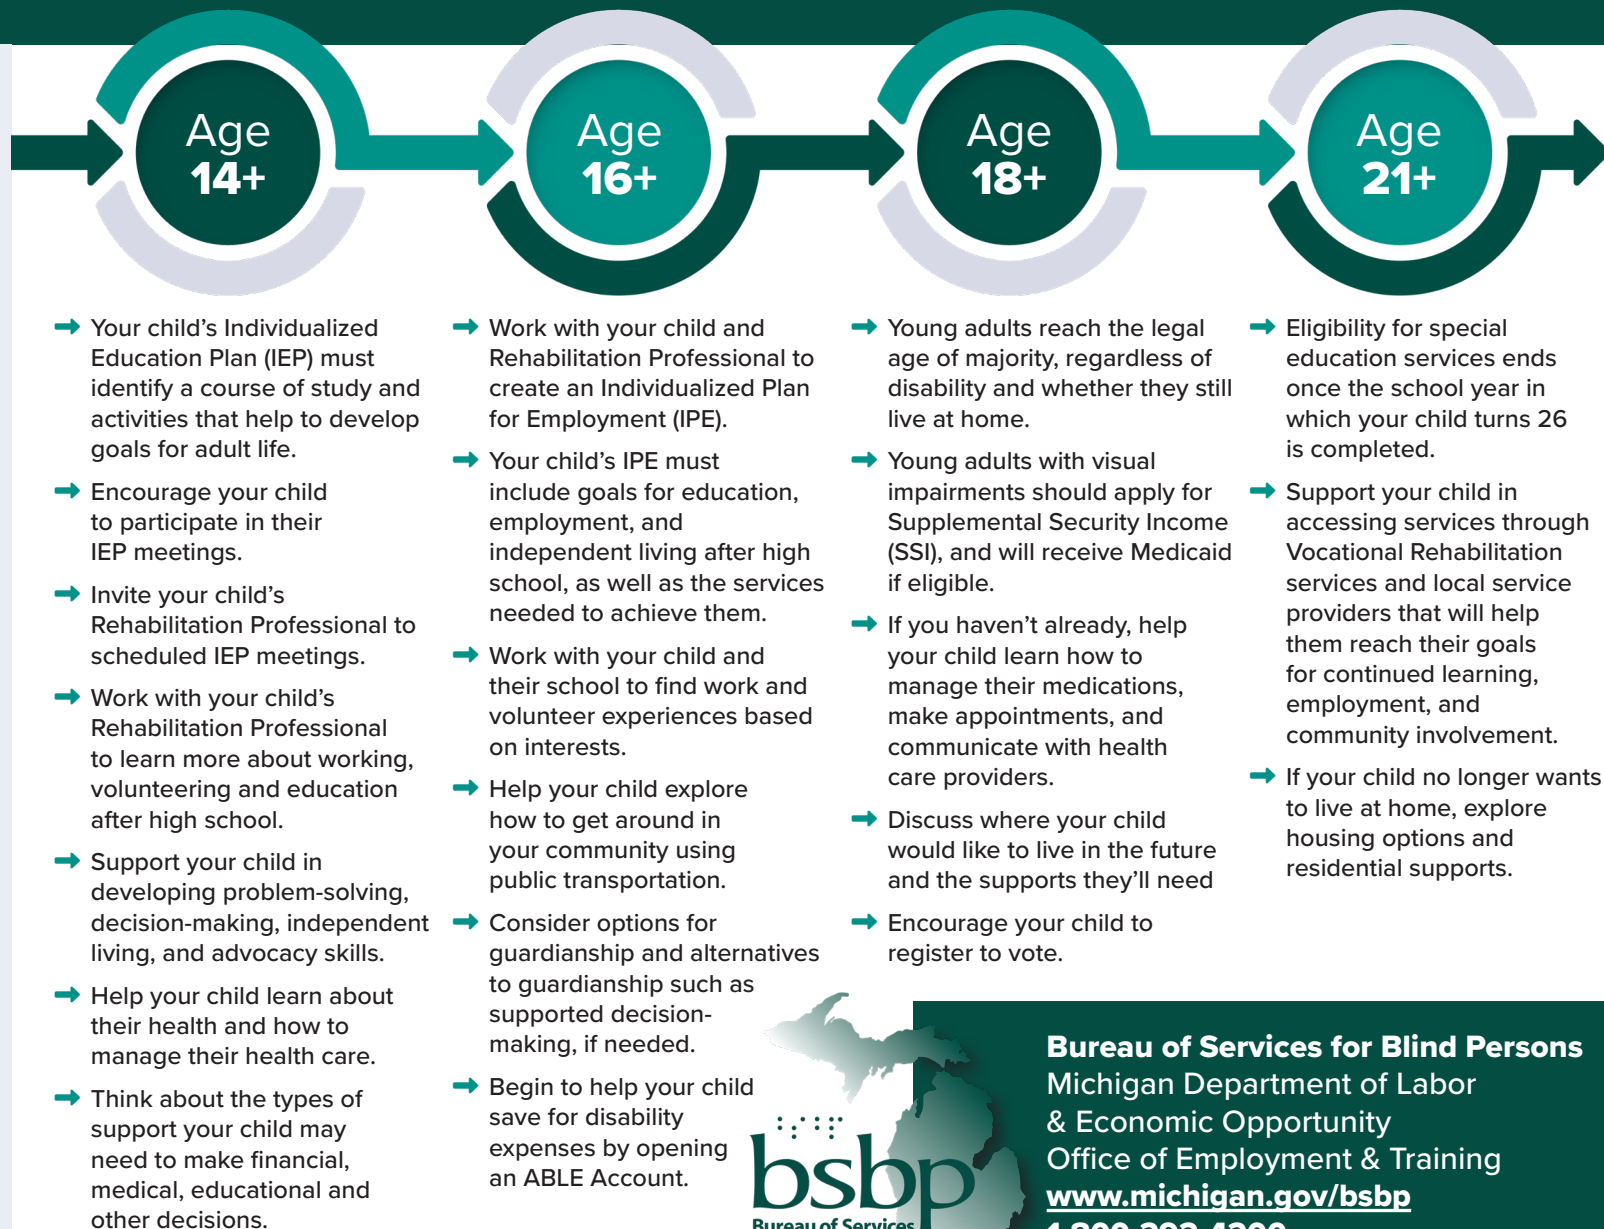 Age
14+
Age
16+
Age
18+
Age
21+
Your child's Individualized
Education Plan (IEP) must
identify a course of study and
activities that help to develop
goals for adult life.
Encourage your child
to participate in their
IEP meetings.
Invite your child's
Rehabilitation Professional to
scheduled IEP meetings.
Work with your child's
Rehabilitation Professional
to learn more about working,
volunteering and education
after high school.
Support your child in
developing problem-solving,
decision-making, independent
living, and advocacy skills.
Help your child learn about
their health and how to
manage their health care.
Think about the types of
support your child may
need to make financial,
medical, educational and
other decisions.
Work with your child and
Rehabilitation Professional to
create an Individualized Plan
for Employment (IPE).
Your child's IPE must
include goals for education,
employment, and
independent living after high
school, as well as the services
needed to achieve them.
Work with your child and
their school to find work and
volunteer experiences based
on interests.
Help your child explore
how to get around in
your community using
public transportation.
Consider options for
guardianship and alternatives
to guardianship such as
supported decision-
making, if needed.
Begin to help your child
save for disability
expenses by opening
an ABLE Account.
Young adults reach the legal
age of majority, regardless of
disability and whether they still
live at home.
Young adults with visual
impairments should apply for
Supplemental Security Income
(SSI), and will receive Medicaid
if eligible.
If you haven't already, help
your child learn how to
manage their medications,
make appointments, and
communicate with health
care providers.
Discuss where your child
would like to live in the future
and the supports they'll need
Encourage your child to
register to vote.
Eligibility for special
education services ends
once the school year in
which your child turns 26
is completed.
Support your child in
accessing services through
Vocational Rehabilitation
services and local service
providers that will help
them reach their goals
for continued learning,
employment, and
community involvement.
If your child no longer wants
to live at home, explore
housing options and
residential supports.
⠃⠎⠃⠏
bsbp
Bureau of Services
Bureau of Services for Blind Persons
Michigan Department of Labor
& Economic Opportunity
Office of Employment & Training
www.michigan.gov/bsbp
1-800-292-4200